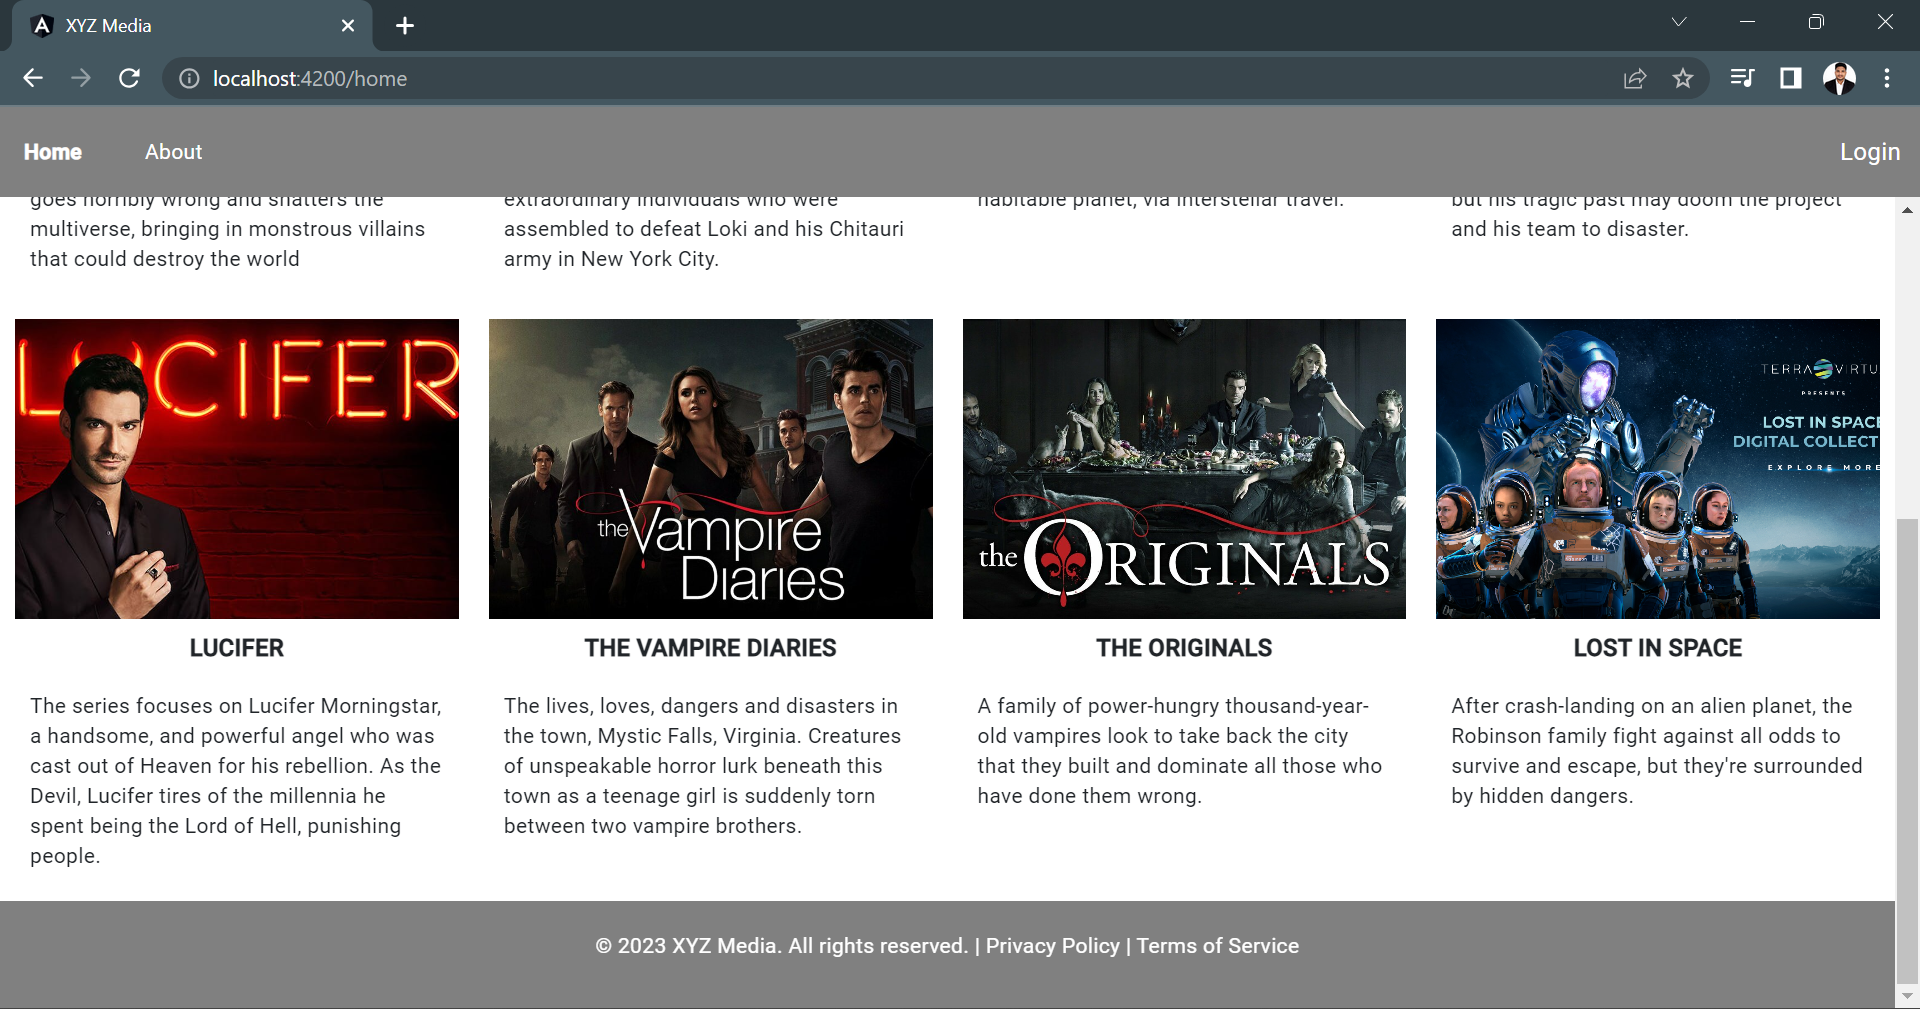 XYZ Media
localhost:4200/home
Home About Login
goes horribly wrong and shatters the
multiverse, bringing in monstrous villains
that could destroy the world
extraordinary individuals who were
assembled to defeat Loki and his Chitauri
army in New York City.
habitable planet, via interstellar travel.
but his tragic past may doom the project
and his team to disaster.
LUCIFER
LUCIFER
The series focuses on Lucifer Morningstar,
a handsome, and powerful angel who was
cast out of Heaven for his rebellion. As the
Devil, Lucifer tires of the millennia he
spent being the Lord of Hell, punishing
people.
the Vampire
Diaries
THE VAMPIRE DIARIES
The lives, loves, dangers and disasters in
the town, Mystic Falls, Virginia. Creatures
of unspeakable horror lurk beneath this
town as a teenage girl is suddenly torn
between two vampire brothers.
the ORIGINALS
THE ORIGINALS
A family of power-hungry thousand-year-
old vampires look to take back the city
that they built and dominate all those who
have done them wrong.
TERRA VIRTU
PRESENTS
LOST IN SPACE
DIGITAL COLLECT
EXPLORE MORE
LOST IN SPACE
After crash-landing on an alien planet, the
Robinson family fight against all odds to
survive and escape, but they're surrounded
by hidden dangers.
© 2023 XYZ Media. All rights reserved. | Privacy Policy | Terms of Service